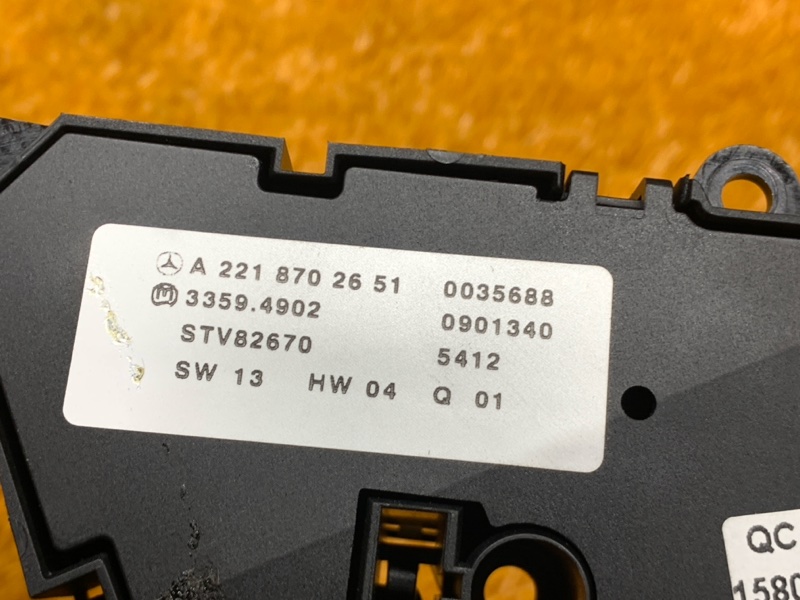 A 221 870 26 51 0035688
3359.4902 0901340
STV82670 5412
SW 13 HW 04 Q 01
QC
1580